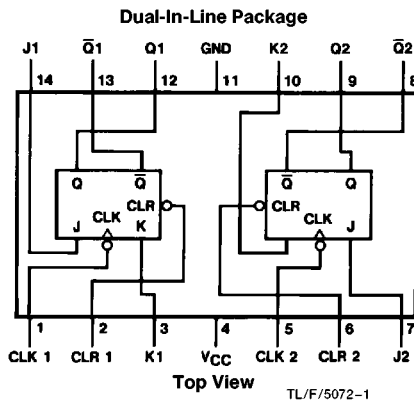 Dual-In-Line Package
J1 Q̅1 Q1 GND K2 Q2 Q̅2
14 13 12 11 10 9 8
Q Q̅ Q̅ Q
CLR CLR
CLK CLK
J K J
1 2 3 4 5 6 7
CLK 1 CLR 1 K1 VCC CLK 2 CLR 2 J2
Top View
TL/F/5072-1